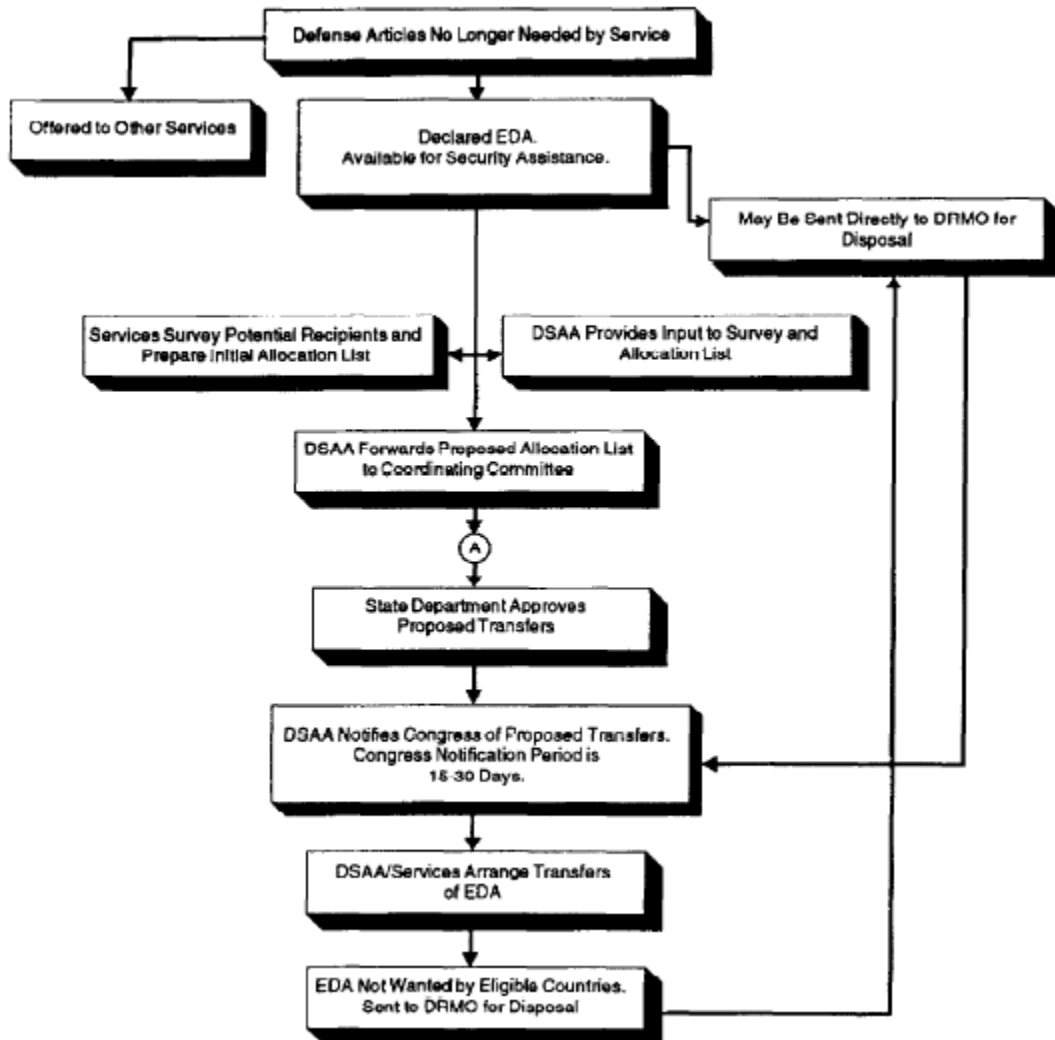 Defense Articles No Longer Needed by Service
Offered to Other Services
Declared EDA.
Available for Security Assistance.
May Be Sent Directly to DRMO for
Disposal
Services Survey Potential Recipients and
Prepare Initial Allocation List
DSAA Provides Input to Survey and
Allocation List
DSAA Forwards Proposed Allocation List
to Coordinating Committee
A
State Department Approves
Proposed Transfers
DSAA Notifies Congress of Proposed Transfers.
Congress Notification Period is
15-30 Days.
DSAA/Services Arrange Transfers
of EDA
EDA Not Wanted by Eligible Countries.
Sent to DRMO for Disposal